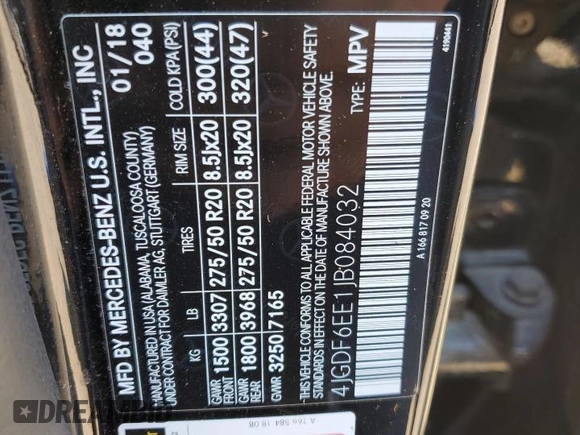 MFD BY MERCEDES-BENZ U.S. INTL., INC
01/18
MANUFACTURED IN USA (ALABAMA, TUSCALOOSA COUNTY)
040
UNDER CONTRACT FOR DAIMLER AG, STUTTGART (GERMANY)
KG LB TIRES RIM SIZE COLD KPA(PSI)
GAWR FRONT 1500 3307 275/50 R20 8.5Jx20 300(44)
GAWR REAR 1800 3968 275/50 R20 8.5Jx20 320(47)
GVWR 3250 7165
THIS VEHICLE CONFORMS TO ALL APPLICABLE FEDERAL MOTOR VEHICLE SAFETY
STANDARDS IN EFFECT ON THE DATE OF MANUFACTURE SHOWN ABOVE.
4JGDF6EE1JB084032 TYPE: MPV
A 166 817 09 20
4190441
A 166 584 18 08